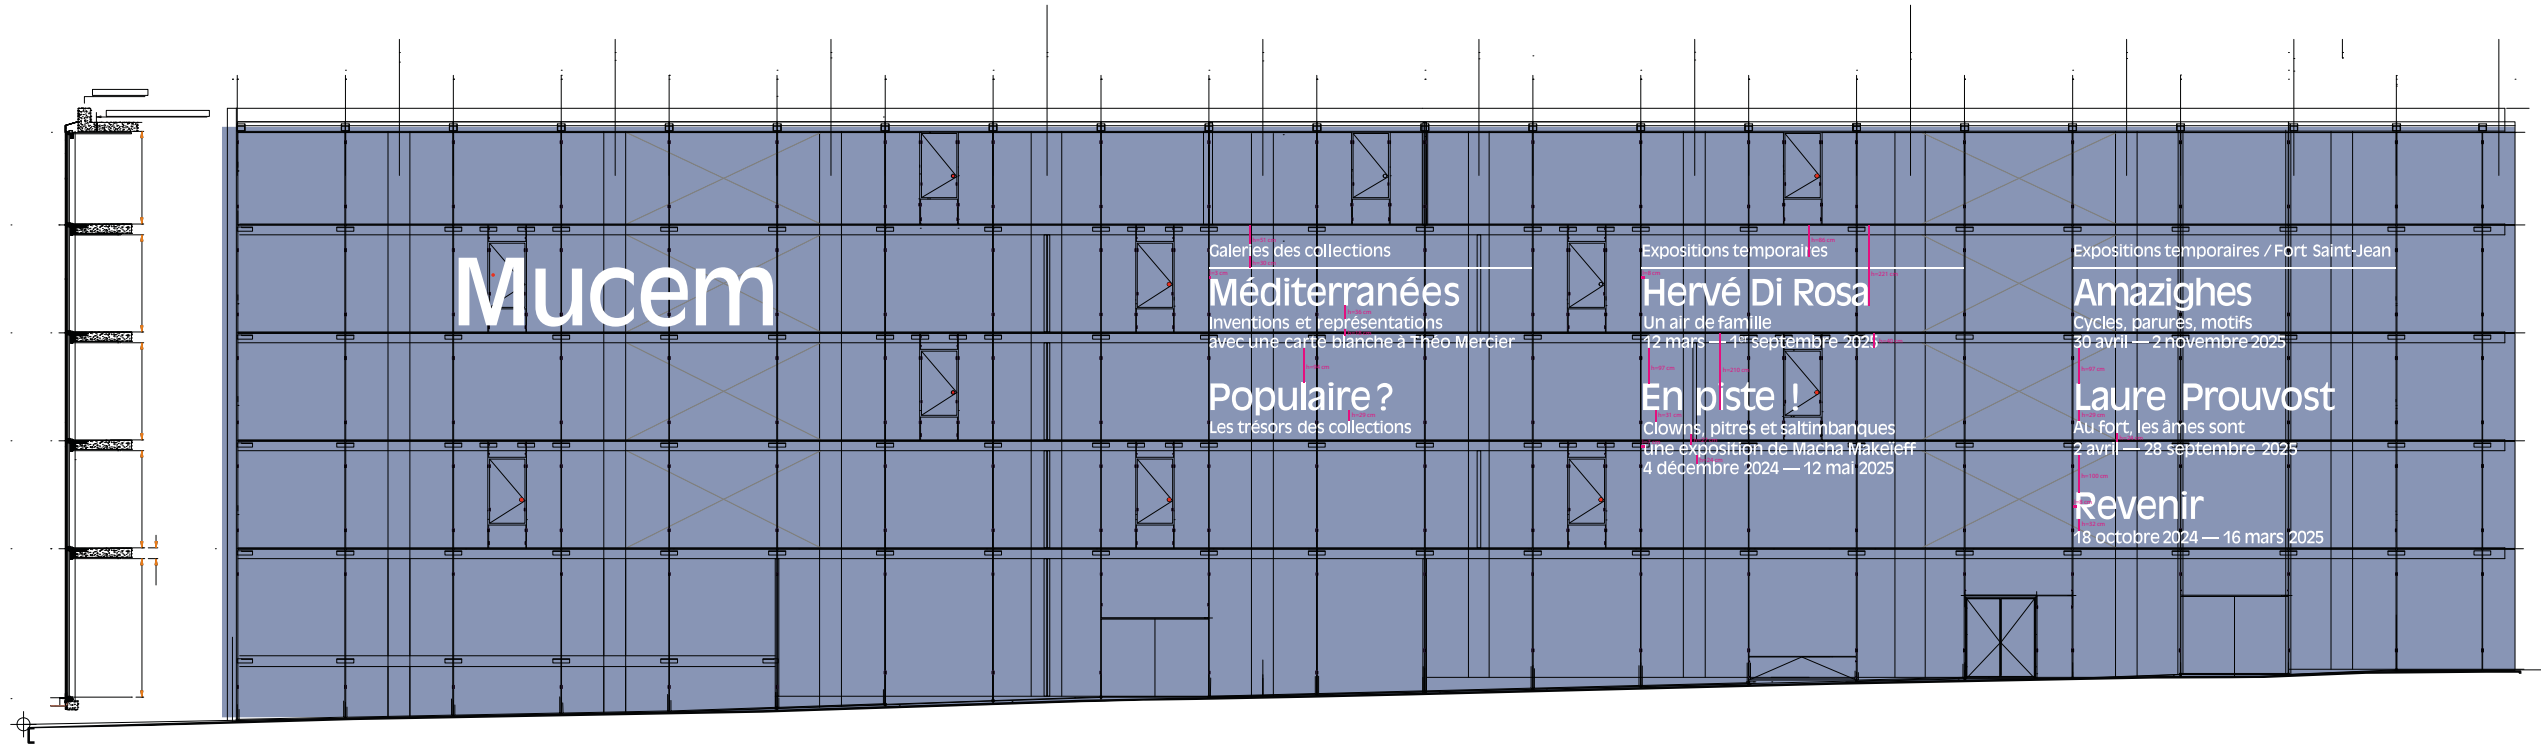 Mucem
Galeries des collections
Méditerranées
Inventions et représentations
avec une carte blanche à Théo Mercier
Populaire ?
Les trésors des collections
Expositions temporaires
Hervé Di Rosa
Un air de famille
12 mars — 1er septembre 2025
En piste !
Clowns, pitres et saltimbanques
une exposition de Macha Makeïeff
4 décembre 2024 — 12 mai 2025
Expositions temporaires / Fort Saint-Jean
Amazighes
Cycles, parures, motifs
30 avril — 2 novembre 2025
Laure Prouvost
Au fort, les âmes sont
2 avril — 28 septembre 2025
Revenir
18 octobre 2024 — 16 mars 2025